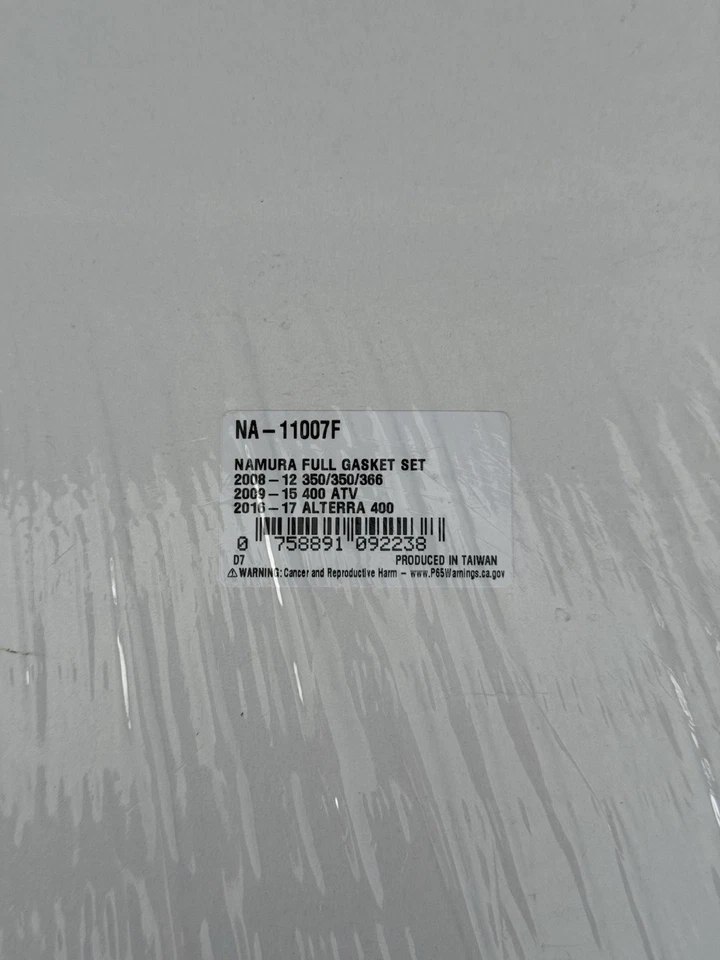 NA-11007F
NAMURA FULL GASKET SET
2008-12 350/350/366
2009-15 400 ATV
2016-17 ALTERRA 400
0 758891 092238
D7 PRODUCED IN TAIWAN
⚠ WARNING: Cancer and Reproductive Harm - www.P65Warnings.ca.gov